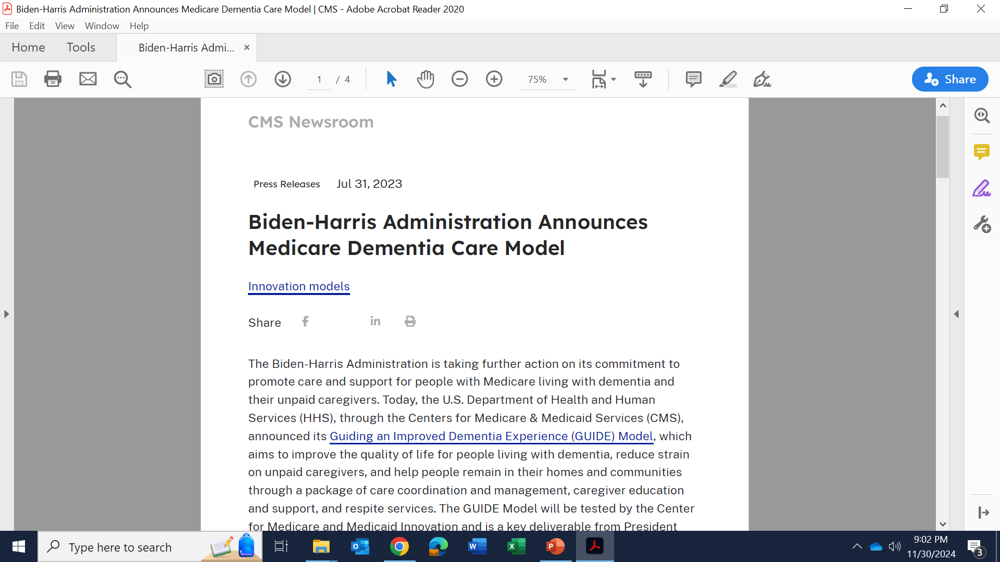 Biden-Harris Administration Announces Medicare Dementia Care Model | CMS - Adobe Acrobat Reader 2020
File Edit View Window Help
Home Tools Biden-Harris Admi... ×
1 / 4 75% Share
CMS Newsroom
Press Releases Jul 31, 2023
Biden-Harris Administration Announces
Medicare Dementia Care Model
Innovation models
Share f in
The Biden-Harris Administration is taking further action on its commitment to
promote care and support for people with Medicare living with dementia and
their unpaid caregivers. Today, the U.S. Department of Health and Human
Services (HHS), through the Centers for Medicare & Medicaid Services (CMS),
announced its Guiding an Improved Dementia Experience (GUIDE) Model, which
aims to improve the quality of life for people living with dementia, reduce strain
on unpaid caregivers, and help people remain in their homes and communities
through a package of care coordination and management, caregiver education
and support, and respite services. The GUIDE Model will be tested by the Center
for Medicare and Medicaid Innovation and is a key deliverable from President
Type here to search
9:02 PM
11/30/2024
3